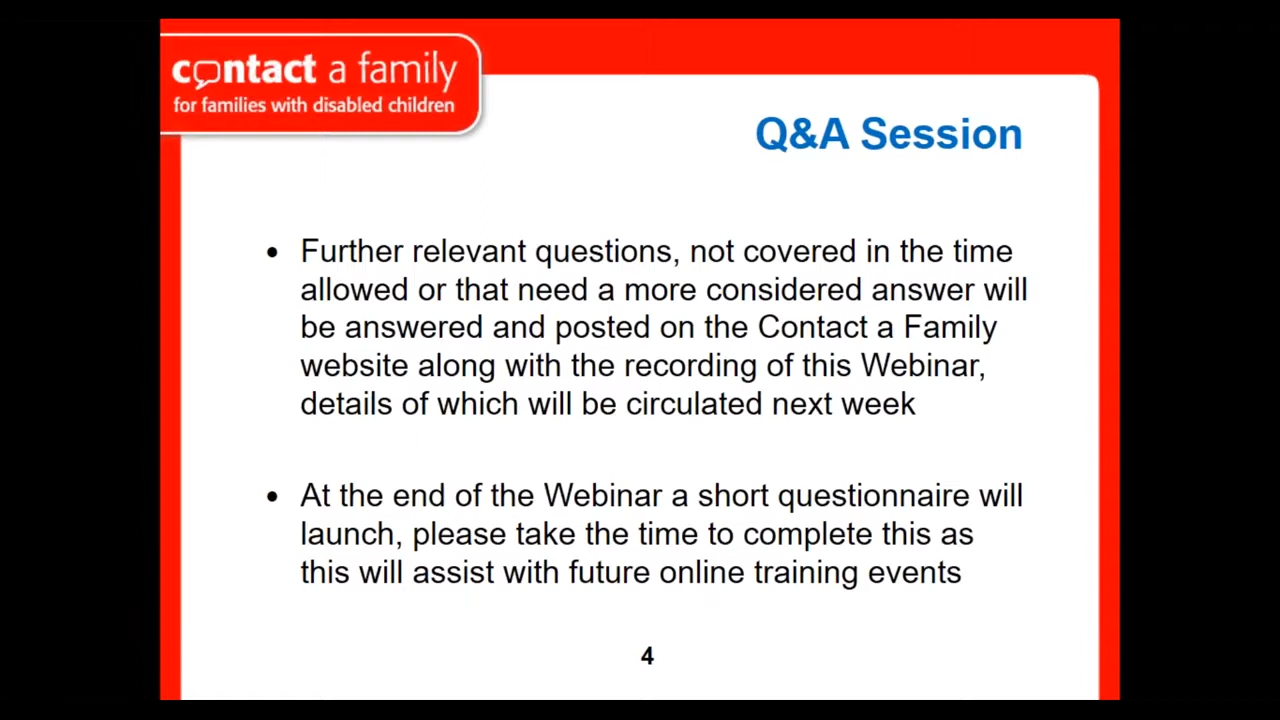 contact a family
for families with disabled children
Q&A Session
• Further relevant questions, not covered in the time
allowed or that need a more considered answer will
be answered and posted on the Contact a Family
website along with the recording of this Webinar,
details of which will be circulated next week
• At the end of the Webinar a short questionnaire will
launch, please take the time to complete this as
this will assist with future online training events
4